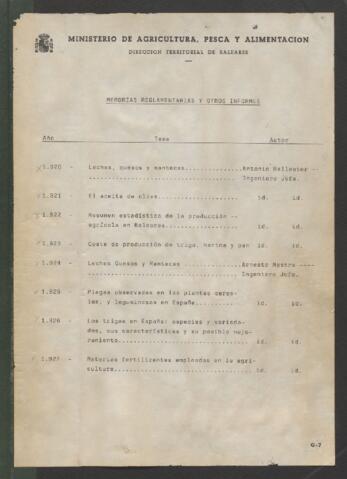 MINISTERIO DE AGRICULTURA, PESCA Y ALIMENTACION
DIRECCION TERRITORIAL DE BALEARES
MEMORIAS REGLAMENTARIAS Y OTROS INFORMES
Año Tema Autor
1.920 - Leches, quesos y mantecas............. Antonio Ballester --
..................................... Ingeniero Jefe.
1.921 - El aceite de oliva.................... id. id.
1.922 - Resumen estadístico de la producción --
agrícola en Baleares.................. id. id.
1.923 - Coste de producción de trigo, harina y pan id. id.
1.924 - Leches Quesos y Mantecas ............. Ernesto Mestre ----
..................................... Ingeniero Jefe.
1.925 - Plagas observadas en las plantas cerea-
les, y leguminosas en España.......... id. id.
1.926 - Los trigos en España: especies y varieda-
des, sus características y su posible mejo-
ramiento.............................. id. id.
1.927 - Materias fertilizantes empleadas en la agri-
cultura............................... id. id.
G-7